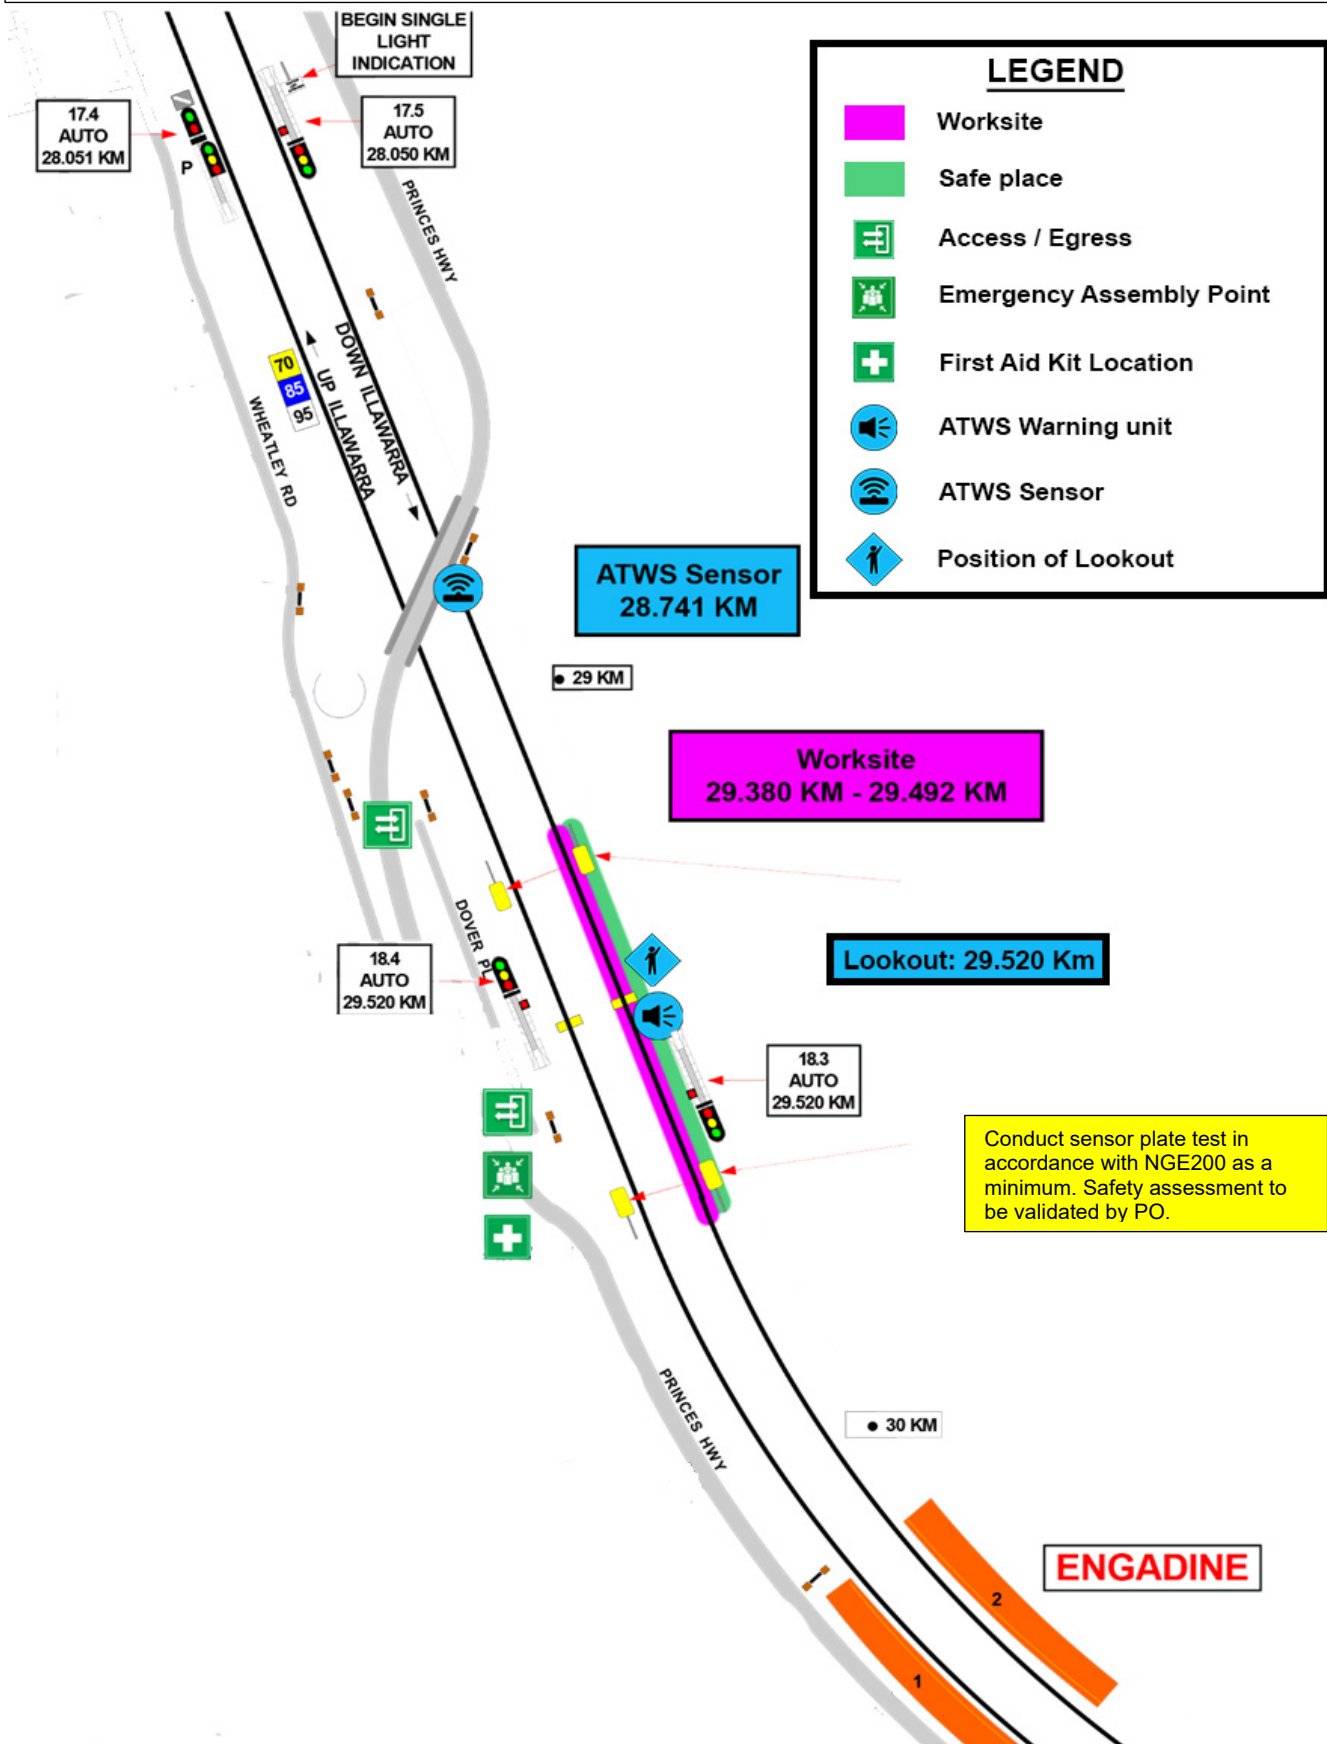 BEGIN SINGLE
LIGHT
INDICATION
17.4
AUTO
28.051 KM
P
17.5
AUTO
28.050 KM
PRINCES HWY
LEGEND
Worksite
Safe place
Access / Egress
Emergency Assembly Point
First Aid Kit Location
ATWS Warning unit
ATWS Sensor
Position of Lookout
70
85
95
UP ILLAWARRA
DOWN ILLAWARRA
WHEATLEY RD
ATWS Sensor
28.741 KM
29 KM
Worksite
29.380 KM - 29.492 KM
DOVER PL
18.4
AUTO
29.520 KM
Lookout: 29.520 Km
18.3
AUTO
29.520 KM
Conduct sensor plate test in
accordance with NGE200 as a
minimum. Safety assessment to
be validated by PO.
PRINCES HWY
30 KM
ENGADINE
2
1